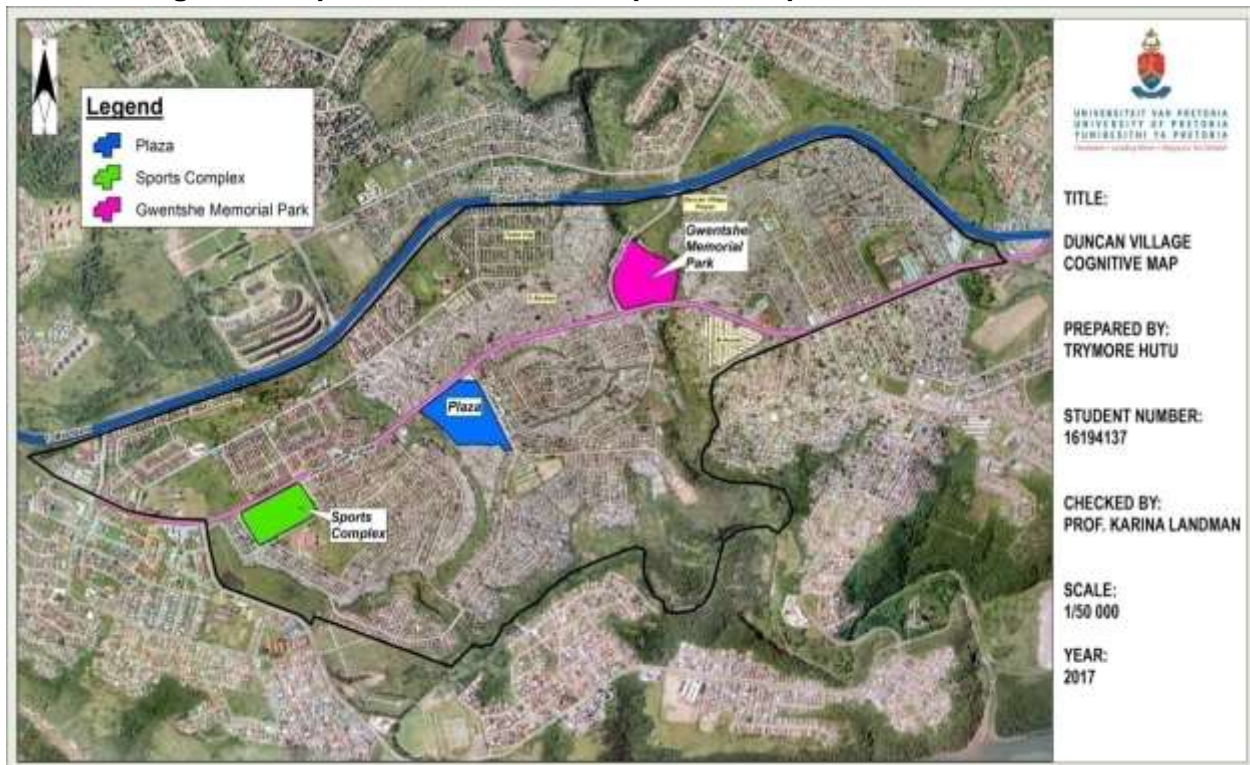 Legend
Plaza
Sports Complex
Gwentshe Memorial Park
Gwentshe
Memorial
Park
Plaza
Sports
Complex
UNIVERSITEIT VAN PRETORIA
UNIVERSITY OF PRETORIA
YUNIBESITHI YA PRETORIA
TITLE:
DUNCAN VILLAGE
COGNITIVE MAP
PREPARED BY:
TRYMORE HUTU
STUDENT NUMBER:
16194137
CHECKED BY:
PROF. KARINA LANDMAN
SCALE:
1/50 000
YEAR:
2017